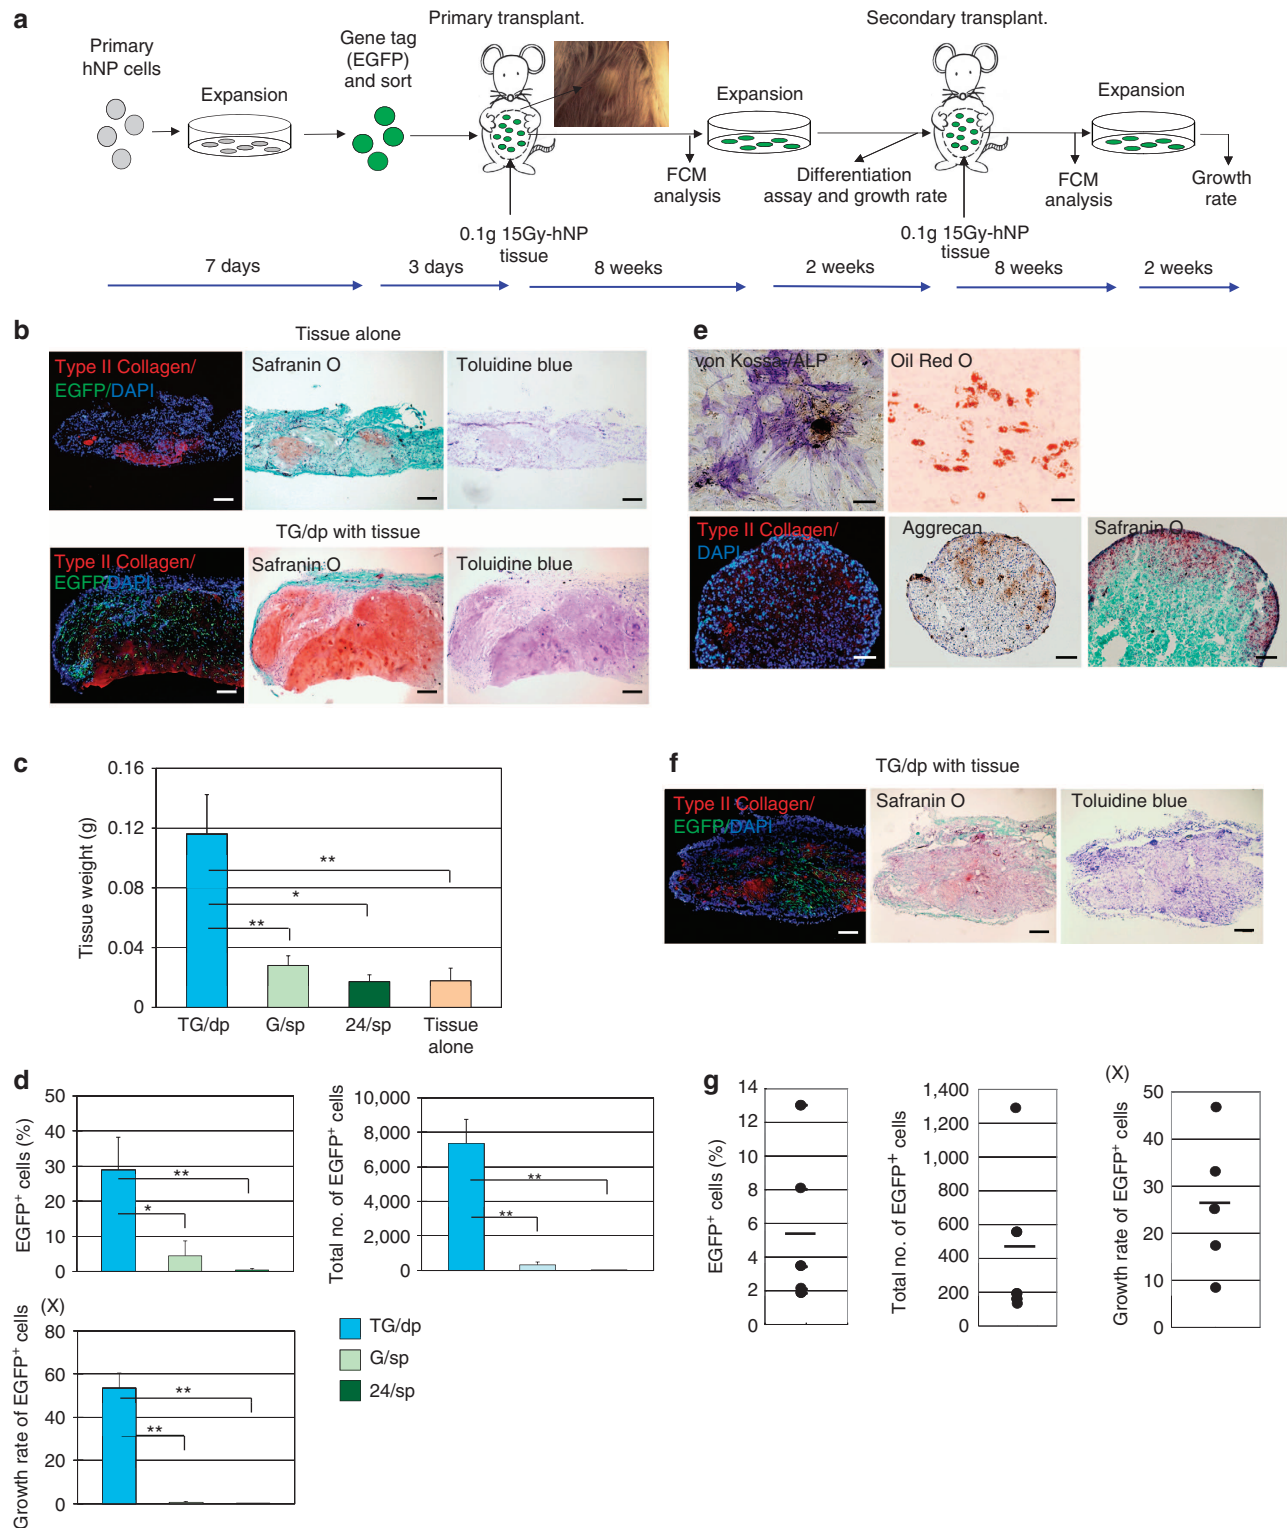 a
Primary transplant.
Secondary transplant.
Primary
hNP cells
Gene tag
(EGFP)
and sort
Expansion
Expansion
Expansion
FCM
analysis
Differentiation
assay and growth rate
FCM
analysis
Growth
rate
0.1g 15Gy-hNP
tissue
0.1g 15Gy-hNP
tissue
7 days
3 days
8 weeks
2 weeks
8 weeks
2 weeks
b
Tissue alone
Type II Collagen/
EGFP/DAPI
Safranin O
Toluidine blue
TG/dp with tissue
Type II Collagen/
EGFP/DAPI
Safranin O
Toluidine blue
e
von Kossa /ALP
Oil Red O
Type II Collagen/
DAPI
Aggrecan
Safranin O
c
Tissue weight (g)
0.16
0.12
0.08
0.04
0
**
*
**
TG/dp
G/sp
24/sp
Tissue
alone
f
TG/dp with tissue
Type II Collagen/
EGFP/DAPI
Safranin O
Toluidine blue
d
EGFP+ cells (%)
50
40
30
20
10
0
**
*
Total no. of EGFP+ cells
10,000
8,000
6,000
4,000
2,000
0
**
**
(X)
Growth rate of EGFP+ cells
80
60
40
20
0
**
**
TG/dp
G/sp
24/sp
g
EGFP+ cells (%)
14
12
10
8
6
4
2
0
Total no. of EGFP+ cells
1,400
1,200
1,000
800
600
400
200
0
(X)
Growth rate of EGFP+ cells
50
40
30
20
10
0